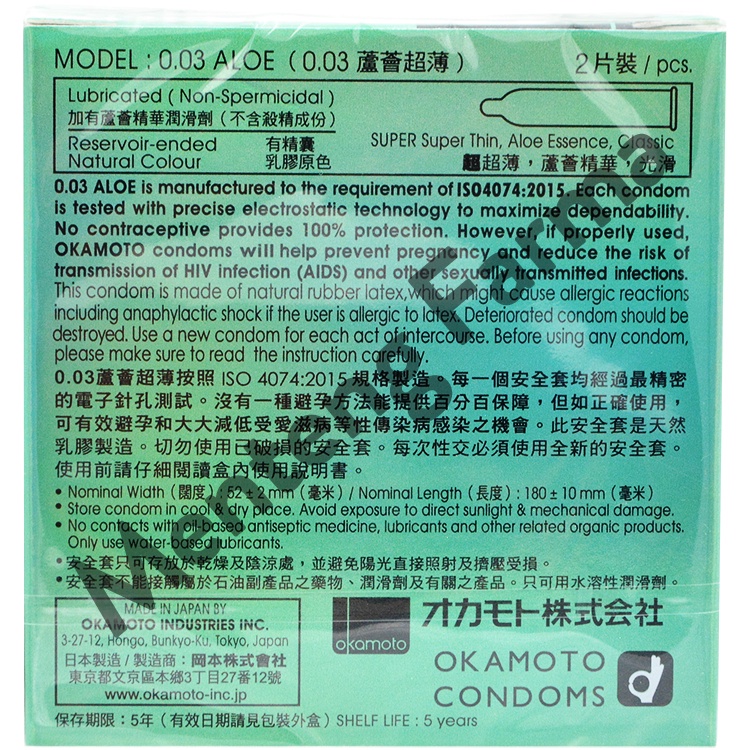 MODEL : 0.03 ALOE ( 0.03 蘆薈超薄 ) 2片裝 / pcs.
Lubricated ( Non-Spermicidal )
加有蘆薈精華潤滑劑 ( 不含殺精成份 )
Reservoir-ended 有精囊
Natural Colour 乳膠原色
SUPER Super Thin, Aloe Essence, Classic
超超薄，蘆薈精華，光滑
0.03 ALOE is manufactured to the requirement of ISO4074:2015. Each condom
is tested with precise electrostatic technology to maximize dependability.
No contraceptive provides 100% protection. However, if properly used,
OKAMOTO condoms will help prevent pregnancy and reduce the risk of
transmission of HIV infection (AIDS) and other sexually transmitted infections.
This condom is made of natural rubber latex,which might cause allergic reactions
including anaphylactic shock if the user is allergic to latex. Deteriorated condom should be
destroyed. Use a new condom for each act of intercourse. Before using any condom,
please make sure to read the instruction carefully.
0.03蘆薈超薄按照 ISO 4074:2015 規格製造。每一個安全套均經過最精密
的電子針孔測試。沒有一種避孕方法能提供百分百保障，但如正確使用，
可有效避孕和大大減低受愛滋病等性傳染病感染之機會。此安全套是天然
乳膠製造。切勿使用已破損的安全套。每次性交必須使用全新的安全套。
使用前請仔細閱讀盒內使用說明書。
• Nominal Width (闊度) : 52 ± 2 mm (毫米) / Nominal Length (長度) : 180 ± 10 mm (毫米)
• Store condom in cool & dry place. Avoid exposure to direct sunlight & mechanical damage.
• No contacts with oil-based antiseptic medicine, lubricants and other related organic products.
Only use water-based lubricants.
• 安全套只可存放於乾燥及陰涼處，並避免陽光直接照射及擠壓受損。
• 安全套不能接觸屬於石油副產品之藥物、潤滑劑及有關之產品。只可用水溶性潤滑劑。
MADE IN JAPAN BY
OKAMOTO INDUSTRIES INC.
3-27-12, Hongo, Bunkyo-Ku, Tokyo, Japan
日本製造 / 製造商 : 岡本株式會社
東京都文京区本郷3丁目27番12號
www.okamoto-inc.jp
okamoto
オカモト株式会社
OKAMOTO
CONDOMS
保存期限 : 5年 ( 有效日期請見包裝外盒 ) SHELF LIFE : 5 years
Menteng Farma